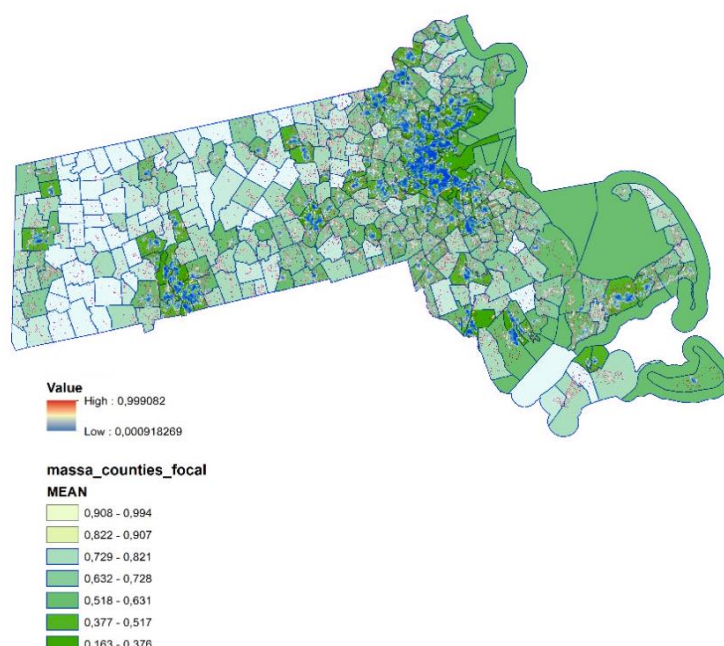 Value
High : 0,999082
Low : 0,000918269
massa_counties_focal
MEAN
0,908 - 0,994
0,822 - 0,907
0,729 - 0,821
0,632 - 0,728
0,518 - 0,631
0,377 - 0,517
0,163 - 0,376